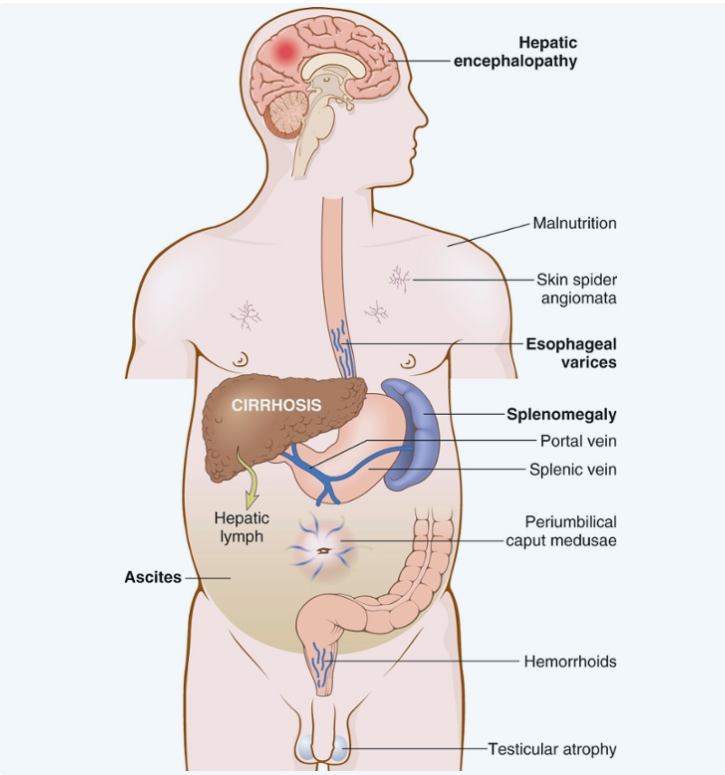 Hepatic
encephalopathy
Malnutrition
Skin spider
angiomata
Esophageal
varices
CIRRHOSIS
Splenomegaly
Portal vein
Splenic vein
Hepatic
lymph
Periumbilical
caput medusae
Ascites
Hemorrhoids
Testicular atrophy